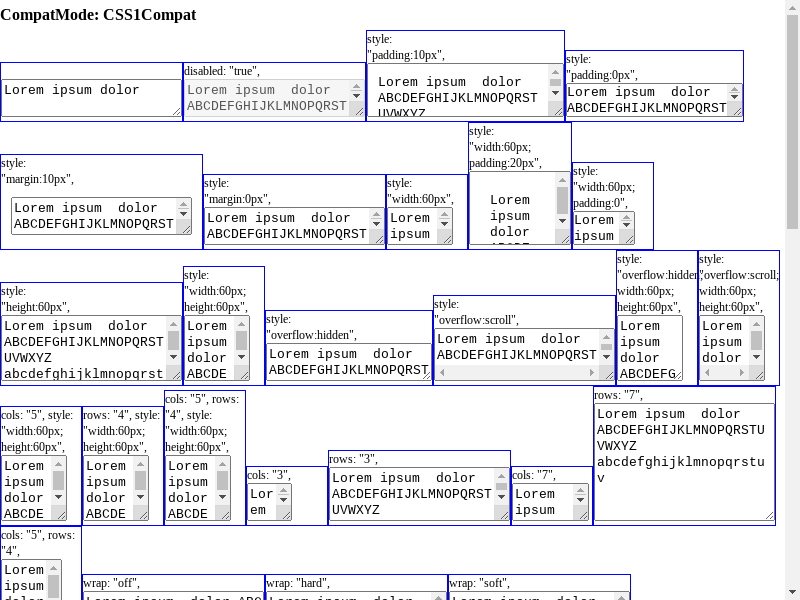 CompatMode: CSS1Compat
Lorem ipsum dolor
disabled: "true",
Lorem ipsum  dolor
ABCDEFGHIJKLMNOPQRST
style:
"padding:10px",
Lorem ipsum  dolor
ABCDEFGHIJKLMNOPQRST
UVWXYZ
style:
"padding:0px",
Lorem ipsum  dolor
ABCDEFGHIJKLMNOPQRST
style:
"margin:10px",
Lorem ipsum  dolor
ABCDEFGHIJKLMNOPQRST
style:
"margin:0px",
Lorem ipsum  dolor
ABCDEFGHIJKLMNOPQRST
style:
"width:60px",
Lorem
ipsum
style:
"width:60px;
padding:20px",
Lorem
ipsum
dolor
ABCDE
style:
"width:60px;
padding:0",
Lorem
ipsum
style:
"height:60px",
Lorem ipsum  dolor
ABCDEFGHIJKLMNOPQRST
UVWXYZ
abcdefghijklmnopqrst
style:
"width:60px;
height:60px",
Lorem
ipsum
dolor
ABCDE
style:
"overflow:hidden",
Lorem ipsum  dolor
ABCDEFGHIJKLMNOPQRST
style:
"overflow:scroll",
Lorem ipsum  dolor
ABCDEFGHIJKLMNOPQRST
style:
"overflow:hidden;
width:60px;
height:60px",
Lorem
ipsum
dolor
ABCDEFG
style:
"overflow:scroll;
width:60px;
height:60px",
Lorem
ipsum
dolor
cols: "5", style:
"width:60px;
height:60px",
Lorem
ipsum
dolor
ABCDE
rows: "4", style:
"width:60px;
height:60px",
Lorem
ipsum
dolor
ABCDE
cols: "5", rows:
"4", style:
"width:60px;
height:60px",
Lorem
ipsum
dolor
ABCDE
cols: "3",
Lor
em
rows: "3",
Lorem ipsum  dolor
ABCDEFGHIJKLMNOPQRST
UVWXYZ
cols: "7",
Lorem
ipsum
rows: "7",
Lorem ipsum  dolor
ABCDEFGHIJKLMNOPQRSTU
VWXYZ
abcdefghijklmnopqrstu
v
cols: "5", rows:
"4",
Lorem
ipsum
dolor
wrap: "off",
Lorem ipsum  dolor ABC
wrap: "hard",
Lorem ipsum  dolor
wrap: "soft",
Lorem ipsum  dolor